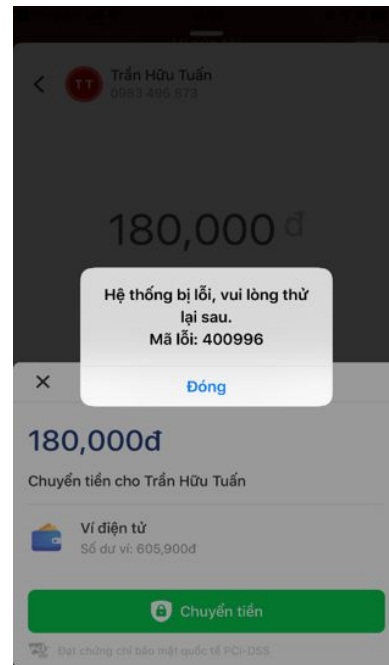 Trần Hữu Tuấn
TT
0983 495 873
180,000 đ
Hệ thống bị lỗi, vui lòng thử
lại sau.
Mã lỗi: 400996
Đóng
180,000đ
Chuyển tiền cho Trần Hữu Tuấn
Ví điện tử
Số dư ví: 605,900đ
Chuyển tiền
Đạt chứng chỉ bảo mật quốc tế PCI-DSS